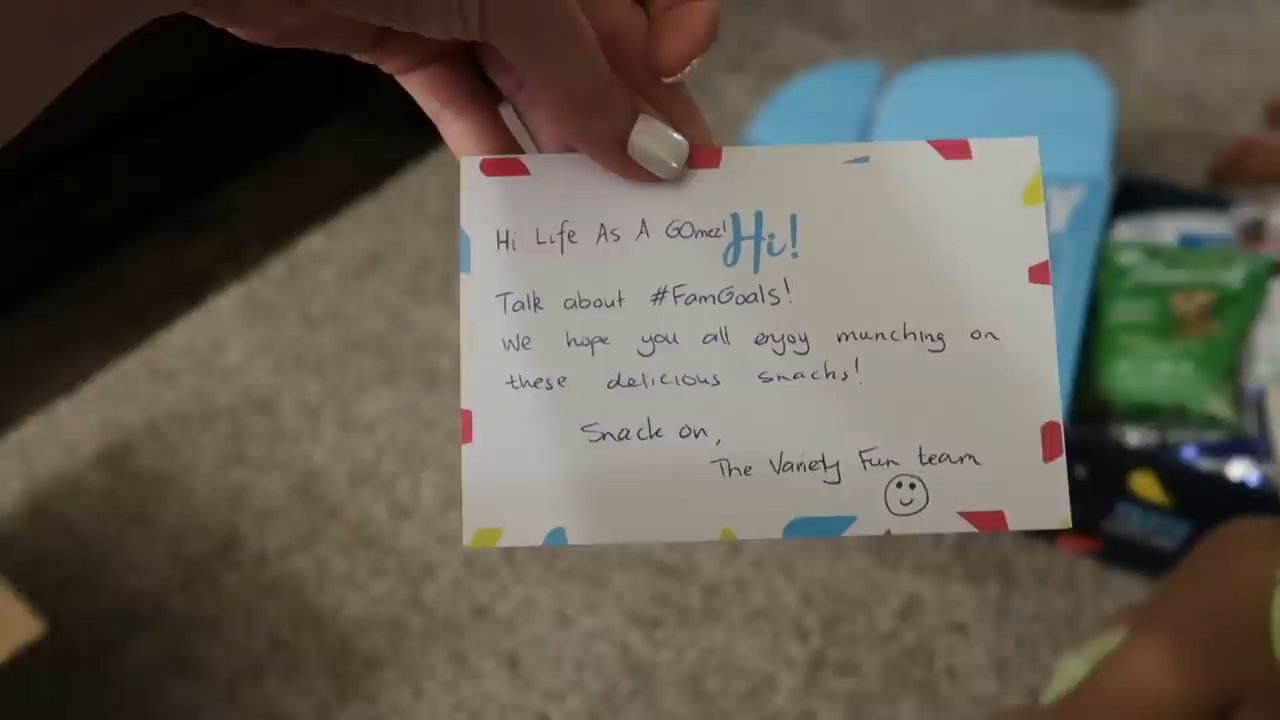 Hi Life As A GOmez! Hi!
Talk about #FamGoals!
We hope you all enjoy munching on
these delicious snacks!
Snack on,
The Variety Fun team